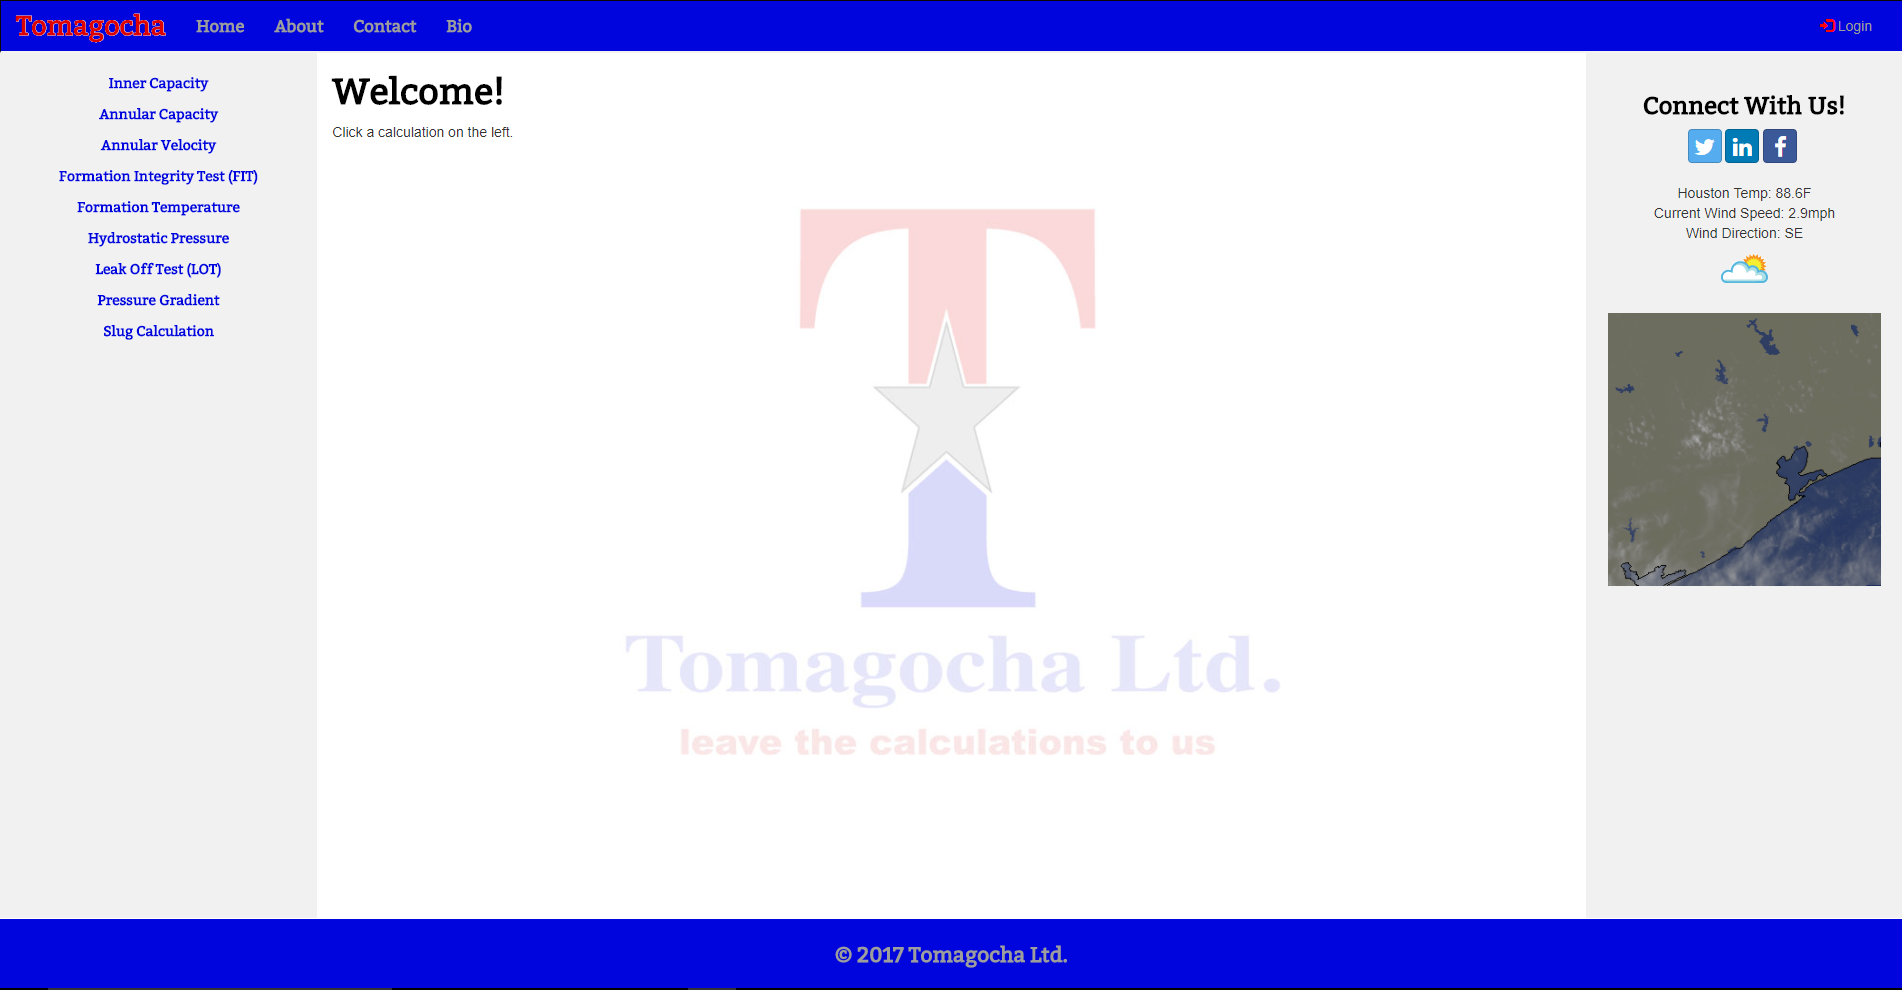 Tomagocha Home About Contact Bio Login
Inner Capacity
Annular Capacity
Annular Velocity
Formation Integrity Test (FIT)
Formation Temperature
Hydrostatic Pressure
Leak Off Test (LOT)
Pressure Gradient
Slug Calculation
Welcome!
Click a calculation on the left.
T
Tomagocha Ltd.
leave the calculations to us
Connect With Us!
in f
Houston Temp: 88.6F
Current Wind Speed: 2.9mph
Wind Direction: SE
© 2017 Tomagocha Ltd.